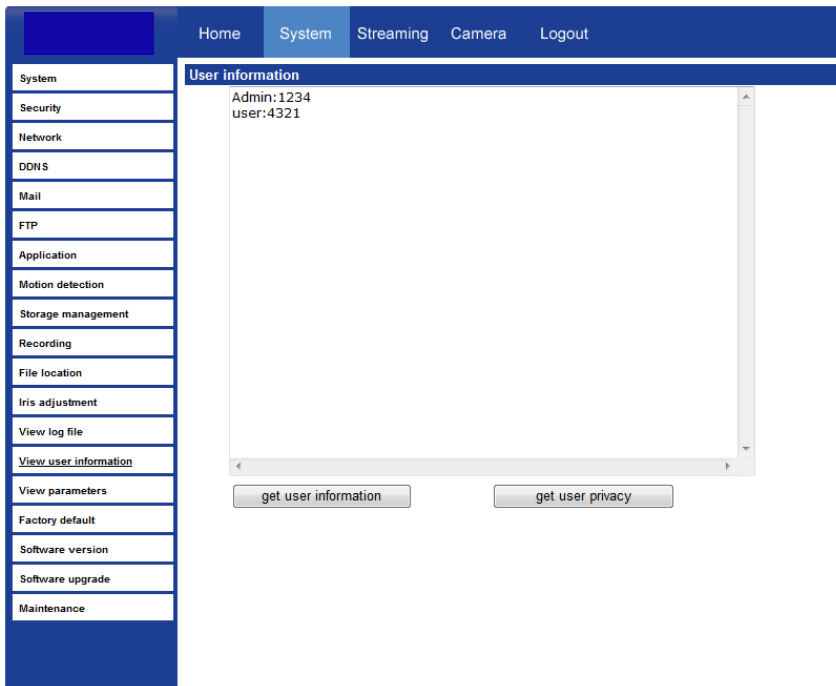 Home System Streaming Camera Logout
System
Security
Network
DDNS
Mail
FTP
Application
Motion detection
Storage management
Recording
File location
Iris adjustment
View log file
View user information
View parameters
Factory default
Software version
Software upgrade
Maintenance
User information
Admin:1234
user:4321
get user information get user privacy